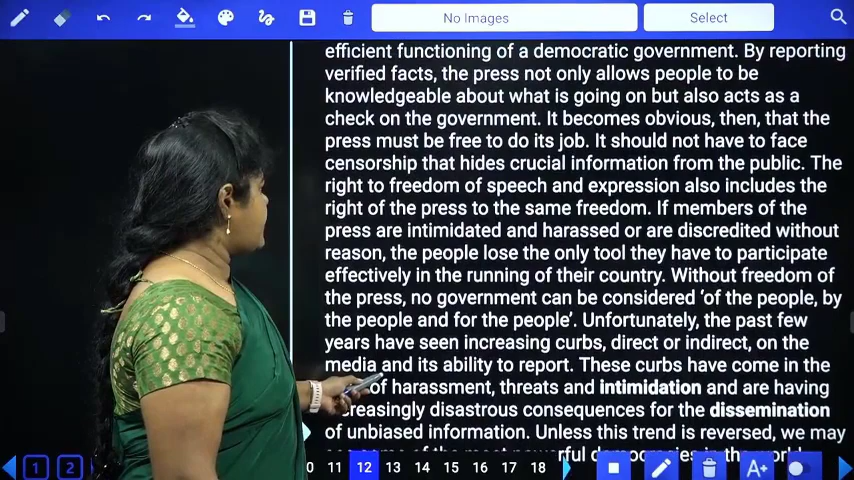 No Images
Select
efficient functioning of a democratic government. By reporting
verified facts, the press not only allows people to be
knowledgeable about what is going on but also acts as a
check on the government. It becomes obvious, then, that the
press must be free to do its job. It should not have to face
censorship that hides crucial information from the public. The
right to freedom of speech and expression also includes the
right of the press to the same freedom. If members of the
press are intimidated and harassed or are discredited without
reason, the people lose the only tool they have to participate
effectively in the running of their country. Without freedom of
the press, no government can be considered ‘of the people, by
the people and for the people’. Unfortunately, the past few
years have seen increasing curbs, direct or indirect, on the
media and its ability to report. These curbs have come in the
of harassment, threats and intimidation and are having
disastrous consequences for the dissemination
of unbiased information. Unless this trend is reversed, we may
of the most powerful democracies in the world
1 2 0 11 12 13 14 15 16 17 18 A+